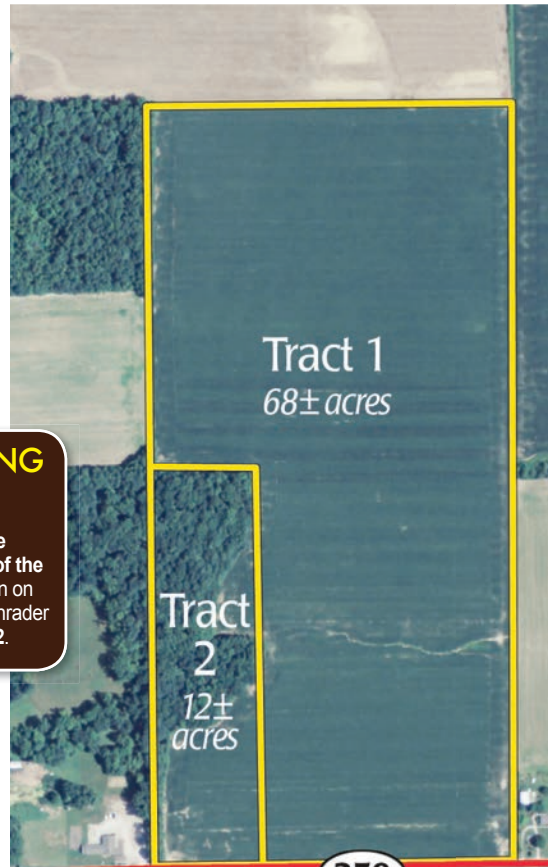 Tract 1
68± acres
NG
of the
n on
hrader
2.
Tract
2
12±
acres